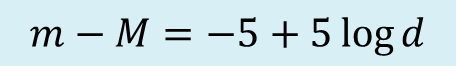 m − M = −5 + 5 log d